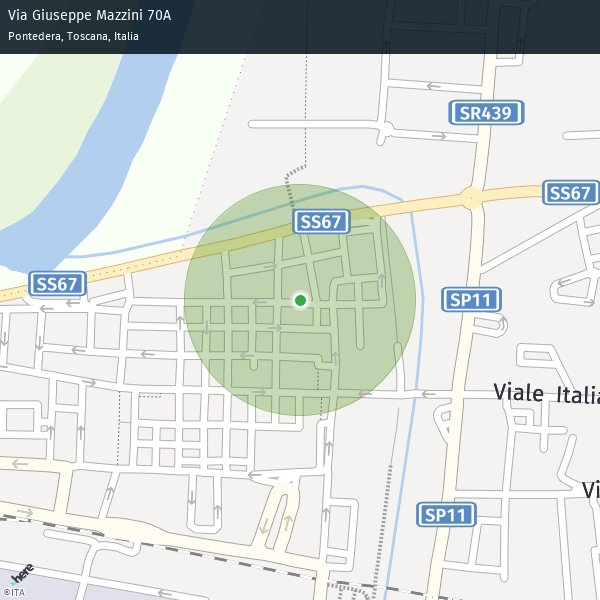 Via Giuseppe Mazzini 70A
Pontedera, Toscana, Italia
SR439
SS67
SS67
SS67
SP11
Viale Italia
Vi
SP11
here
©ITA